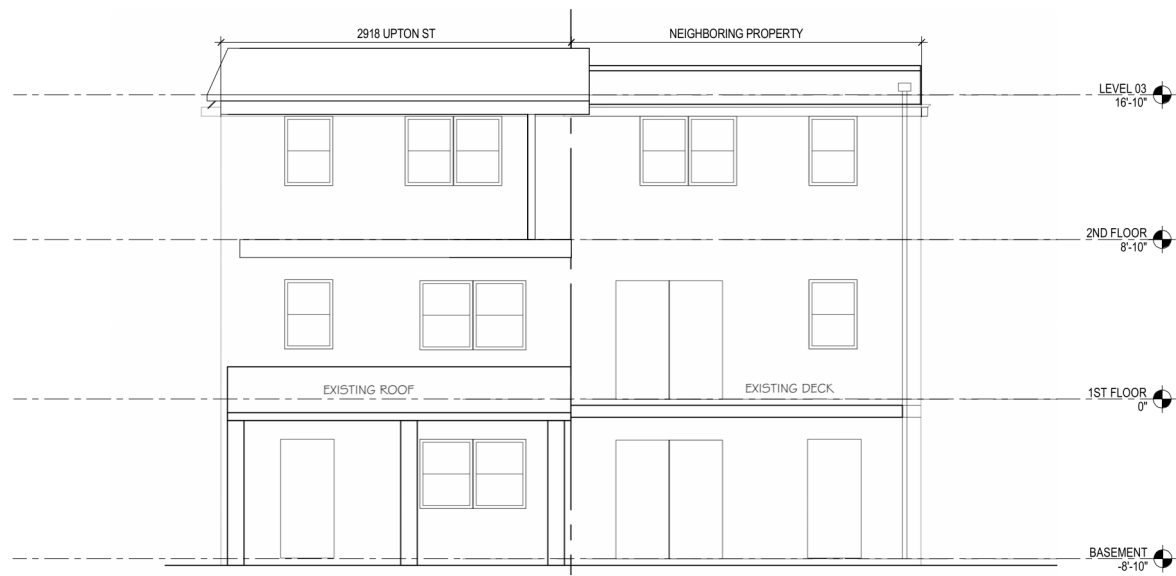 2918 UPTON ST
NEIGHBORING PROPERTY
LEVEL 03
16'-10"
2ND FLOOR
8'-10"
EXISTING ROOF
EXISTING DECK
1ST FLOOR
0"
BASEMENT
-8'-10"